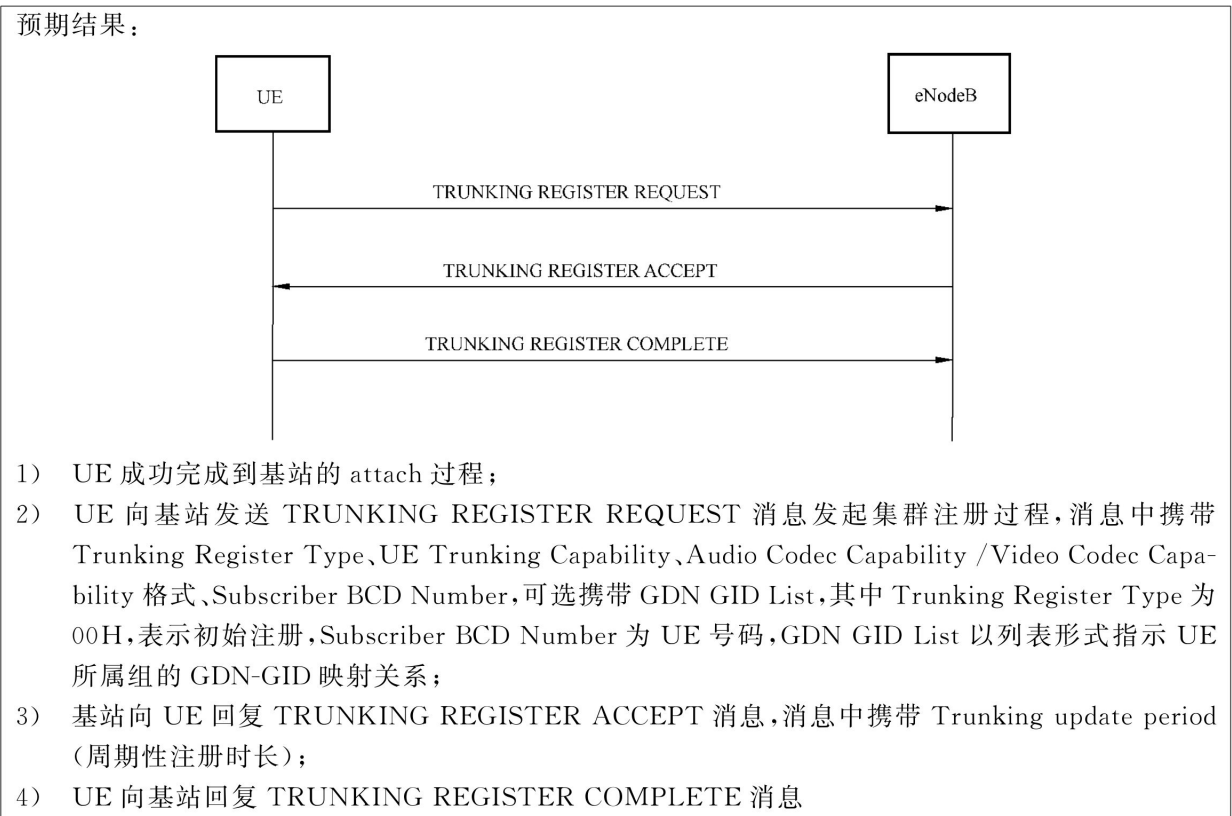 预期结果：
UE
eNodeB
TRUNKING REGISTER REQUEST
TRUNKING REGISTER ACCEPT
TRUNKING REGISTER COMPLETE
1） UE 成功完成到基站的 attach 过程；
2） UE 向基站发送 TRUNKING REGISTER REQUEST 消息发起集群注册过程，消息中携带
Trunking Register Type、UE Trunking Capability、Audio Codec Capability /Video Codec Capa-
bility 格式、Subscriber BCD Number，可选携带 GDN GID List，其中 Trunking Register Type 为
00H，表示初始注册，Subscriber BCD Number 为 UE 号码，GDN GID List 以列表形式指示 UE
所属组的 GDN-GID 映射关系；
3） 基站向 UE 回复 TRUNKING REGISTER ACCEPT 消息，消息中携带 Trunking update period
（周期性注册时长）；
4） UE 向基站回复 TRUNKING REGISTER COMPLETE 消息